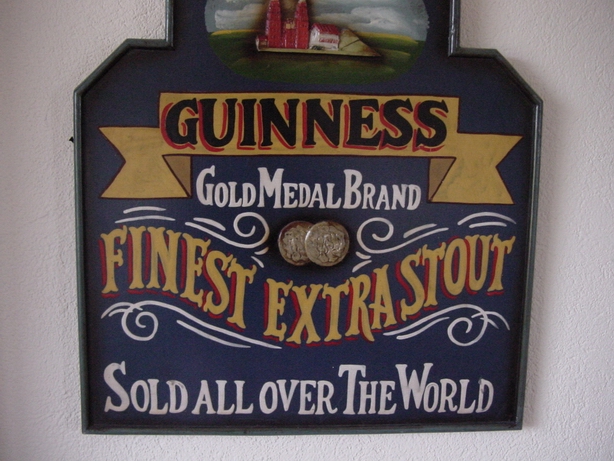 GUINNESS
GOLD MEDAL BRAND
FINEST EXTRA STOUT
SOLD ALL OVER THE WORLD